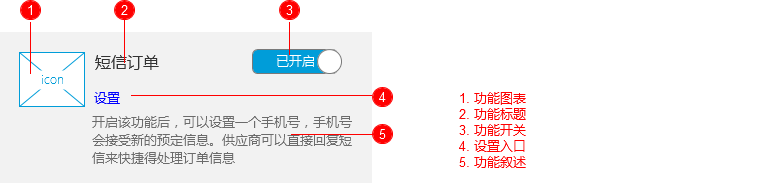 1
2
3
短信订单
已开启
icon
设置
4
开启该功能后，可以设置一个手机号，手机号
会接受新的预定信息。供应商可以直接回复短
信来快捷得处理订单信息
5
1. 功能图表
2. 功能标题
3. 功能开关
4. 设置入口
5. 功能叙述